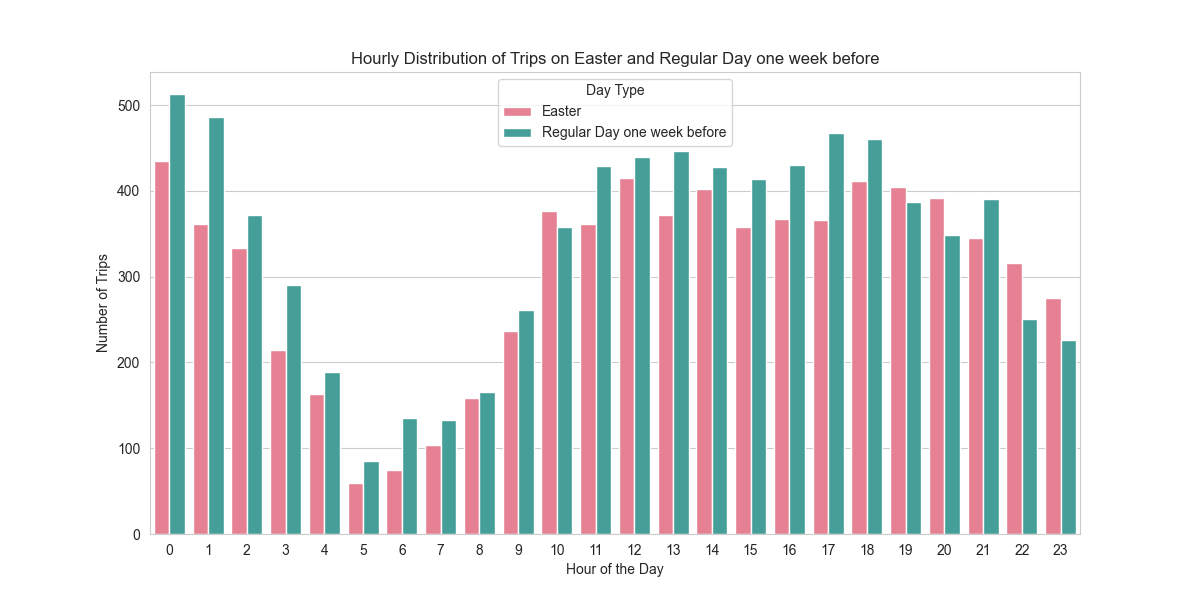 Hourly Distribution of Trips on Easter and Regular Day one week before
Day Type
Easter
Regular Day one week before
Number of Trips
500
400
300
200
100
0
0 1 2 3 4 5 6 7 8 9 10 11 12 13 14 15 16 17 18 19 20 21 22 23
Hour of the Day